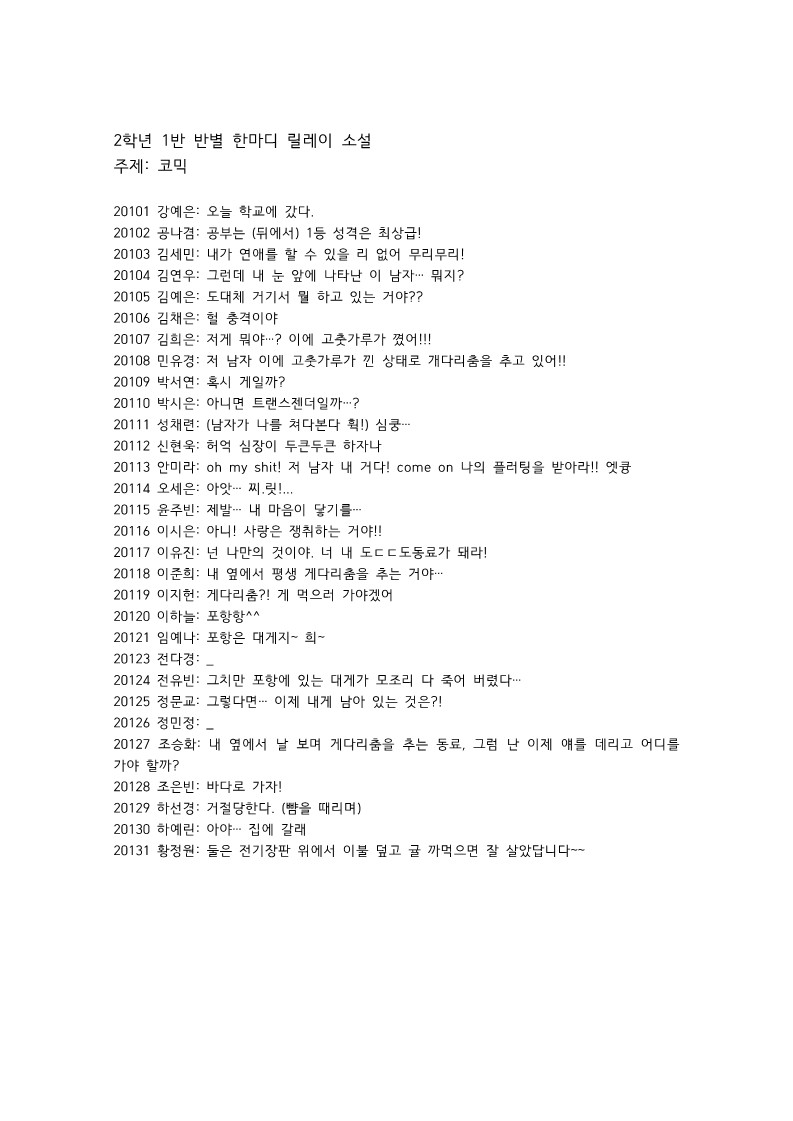 2학년 1반 반별 한마디 릴레이 소설
주제: 코믹
20101 강예은: 오늘 학교에 갔다.
20102 공나겸: 공부는 (뒤에서) 1등 성격은 최상급!
20103 김세민: 내가 연애를 할 수 있을 리 없어 무리무리!
20104 김연우: 그런데 내 눈 앞에 나타난 이 남자… 뭐지?
20105 김예은: 도대체 거기서 뭘 하고 있는 거야??
20106 김채은: 헐 충격이야
20107 김희은: 저게 뭐야…? 이에 고춧가루가 꼈어!!!
20108 민유경: 저 남자 이에 고춧가루가 낀 상태로 개다리춤을 추고 있어!!
20109 박서연: 혹시 게일까?
20110 박시은: 아니면 트랜스젠더일까…?
20111 성채련: (남자가 나를 쳐다본다 휙!) 심쿵…
20112 신현욱: 허억 심장이 두큰두큰 하자나
20113 안미라: oh my shit! 저 남자 내 거다! come on 나의 플러팅을 받아라!! 엣큥
20114 오세은: 아앗… 찌.릿!...
20115 윤주빈: 제발… 내 마음이 닿기를…
20116 이시은: 아니! 사랑은 쟁취하는 거야!!
20117 이유진: 넌 나만의 것이야. 너 내 도ㄷㄷ도동료가 돼라!
20118 이준희: 내 옆에서 평생 게다리춤을 추는 거야…
20119 이지헌: 게다리춤?! 게 먹으러 가야겠어
20120 이하늘: 포항항^^
20121 임예나: 포항은 대게지~ 희~
20123 전다경: _
20124 전유빈: 그치만 포항에 있는 대게가 모조리 다 죽어 버렸다…
20125 정문교: 그렇다면… 이제 내게 남아 있는 것은?!
20126 정민정: _
20127 조승화: 내 옆에서 날 보며 게다리춤을 추는 동료, 그럼 난 이제 얘를 데리고 어디를
가야 할까?
20128 조은빈: 바다로 가자!
20129 하선경: 거절당한다. (뺨을 때리며)
20130 하예린: 아야… 집에 갈래
20131 황정원: 둘은 전기장판 위에서 이불 덮고 귤 까먹으면 잘 살았답니다~~